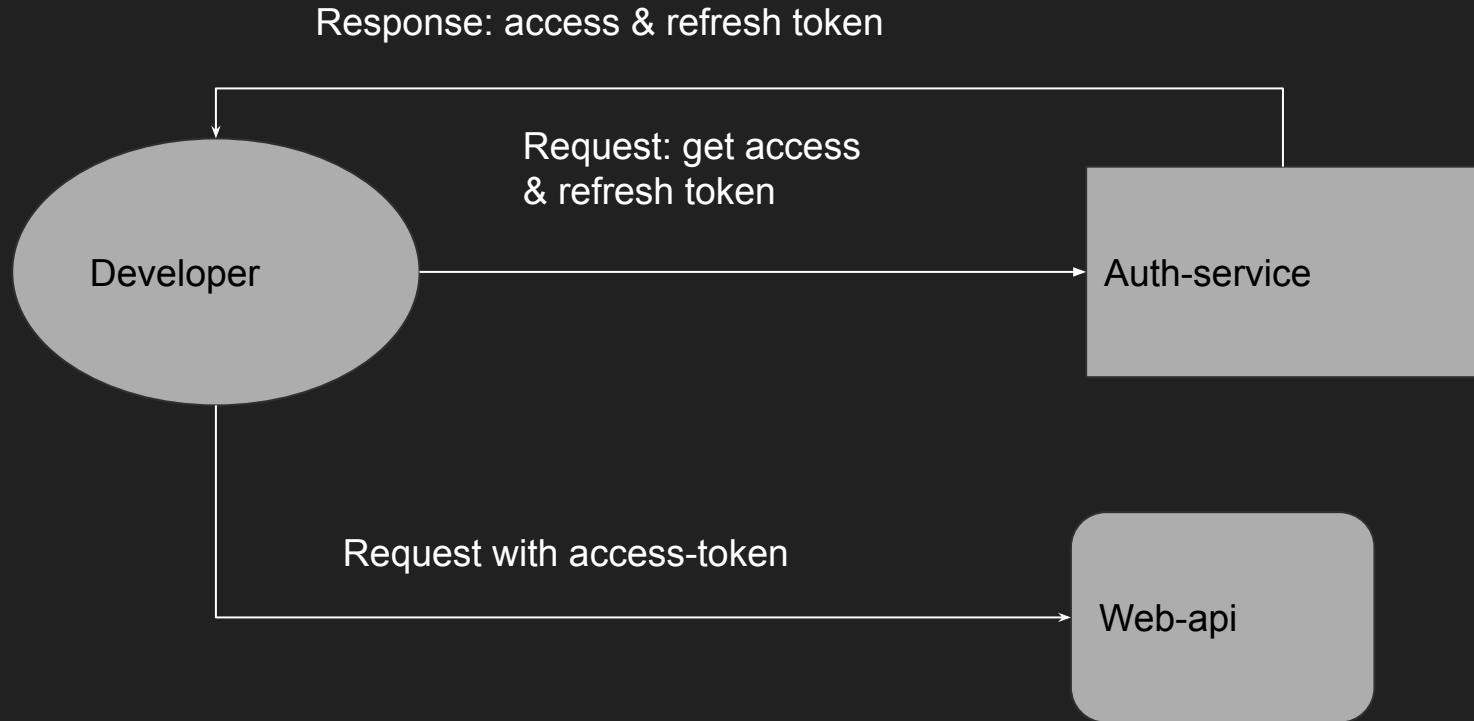 Response: access & refresh token
Request: get access
& refresh token
Developer
Auth-service
Request with access-token
Web-api